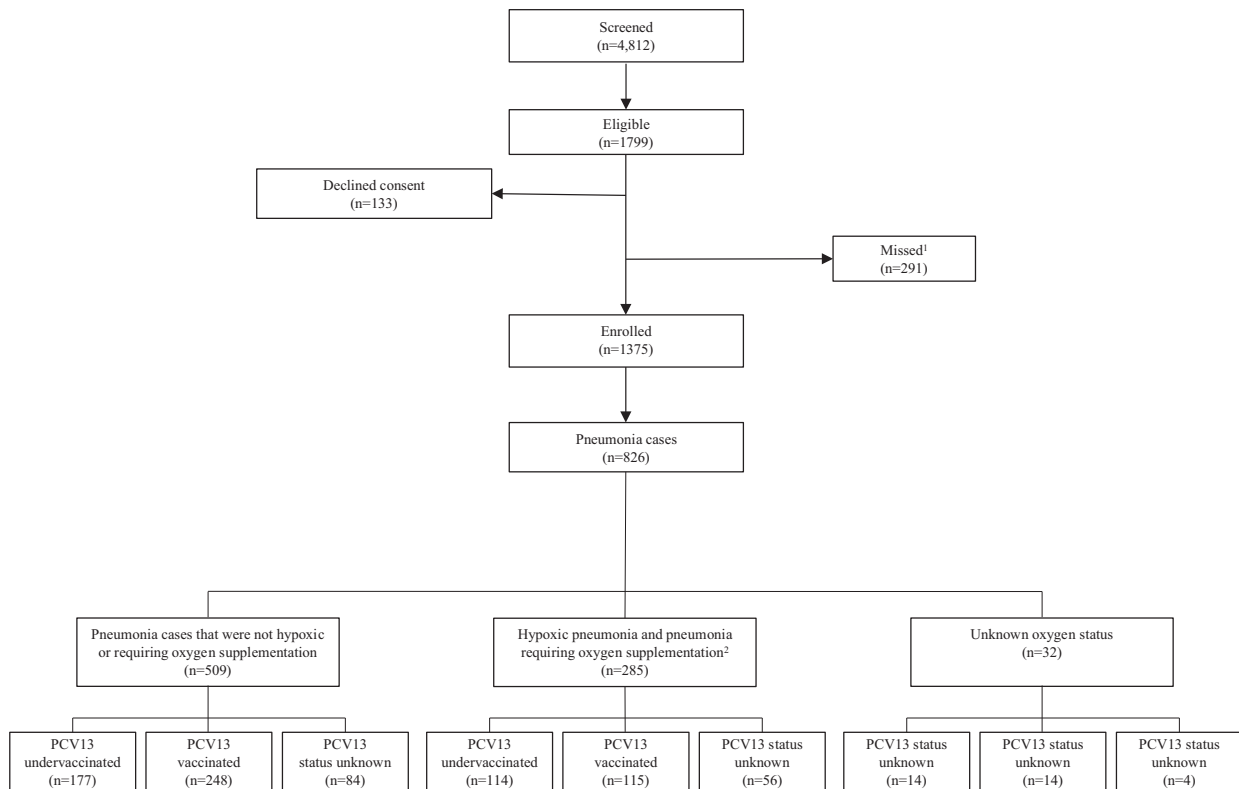 Screened
(n=4,812)
Eligible
(n=1799)
Declined consent
(n=133)
Missed¹
(n=291)
Enrolled
(n=1375)
Pneumonia cases
(n=826)
Pneumonia cases that were not hypoxic
or requiring oxygen supplementation
(n=509)
Hypoxic pneumonia and pneumonia
requiring oxygen supplementation²
(n=285)
Unknown oxygen status
(n=32)
PCV13
undervaccinated
(n=177)
PCV13
vaccinated
(n=248)
PCV13
status unknown
(n=84)
PCV13
undervaccinated
(n=114)
PCV13
vaccinated
(n=115)
PCV13 status
unknown
(n=56)
PCV13 status
unknown
(n=14)
PCV13 status
unknown
(n=14)
PCV13 status
unknown
(n=4)